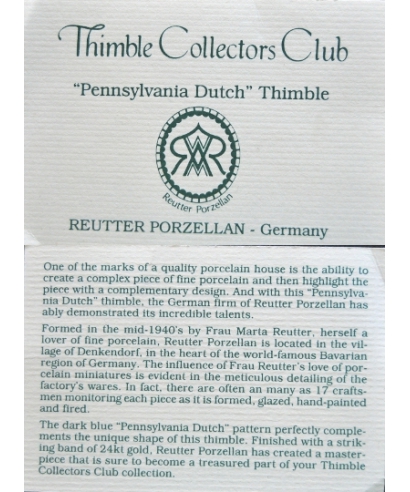 Thimble Collectors Club
"Pennsylvania Dutch" Thimble
Reutter Porzellan
REUTTER PORZELLAN - Germany
One of the marks of a quality porcelain house is the ability to
create a complex piece of fine porcelain and then highlight the
piece with a complementary design. And with this "Pennsylva-
nia Dutch" thimble, the German firm of Reutter Porzellan has
ably demonstrated its incredible talents.
Formed in the mid-1940's by Frau Marta Reutter, herself a
lover of fine porcelain, Reutter Porzellan is located in the vil-
lage of Denkendorf, in the heart of the world-famous Bavarian
region of Germany. The influence of Frau Reutter's love of por-
celain miniatures is evident in the meticulous detailing of the
factory's wares. In fact, there are often an many as 17 crafts-
men monitoring each piece as it is formed, glazed, hand-painted
and fired.
The dark blue "Pennsylvania Dutch" pattern perfectly comple-
ments the unique shape of this thimble. Finished with a strik-
ing band of 24kt gold, Reutter Porzellan has created a master-
piece that is sure to become a treasured part of your Thimble
Collectors Club collection.